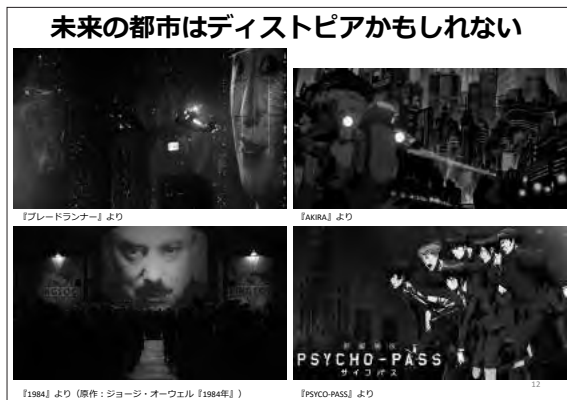 未来の都市はディストピアかもしれない
『ブレードランナー』より
『AKIRA』より
INGSOC
PSYCHO-PASS
サイコパス
『1984』より（原作：ジョージ・オーウェル『1984年』）
『PSYCO-PASS』より
12